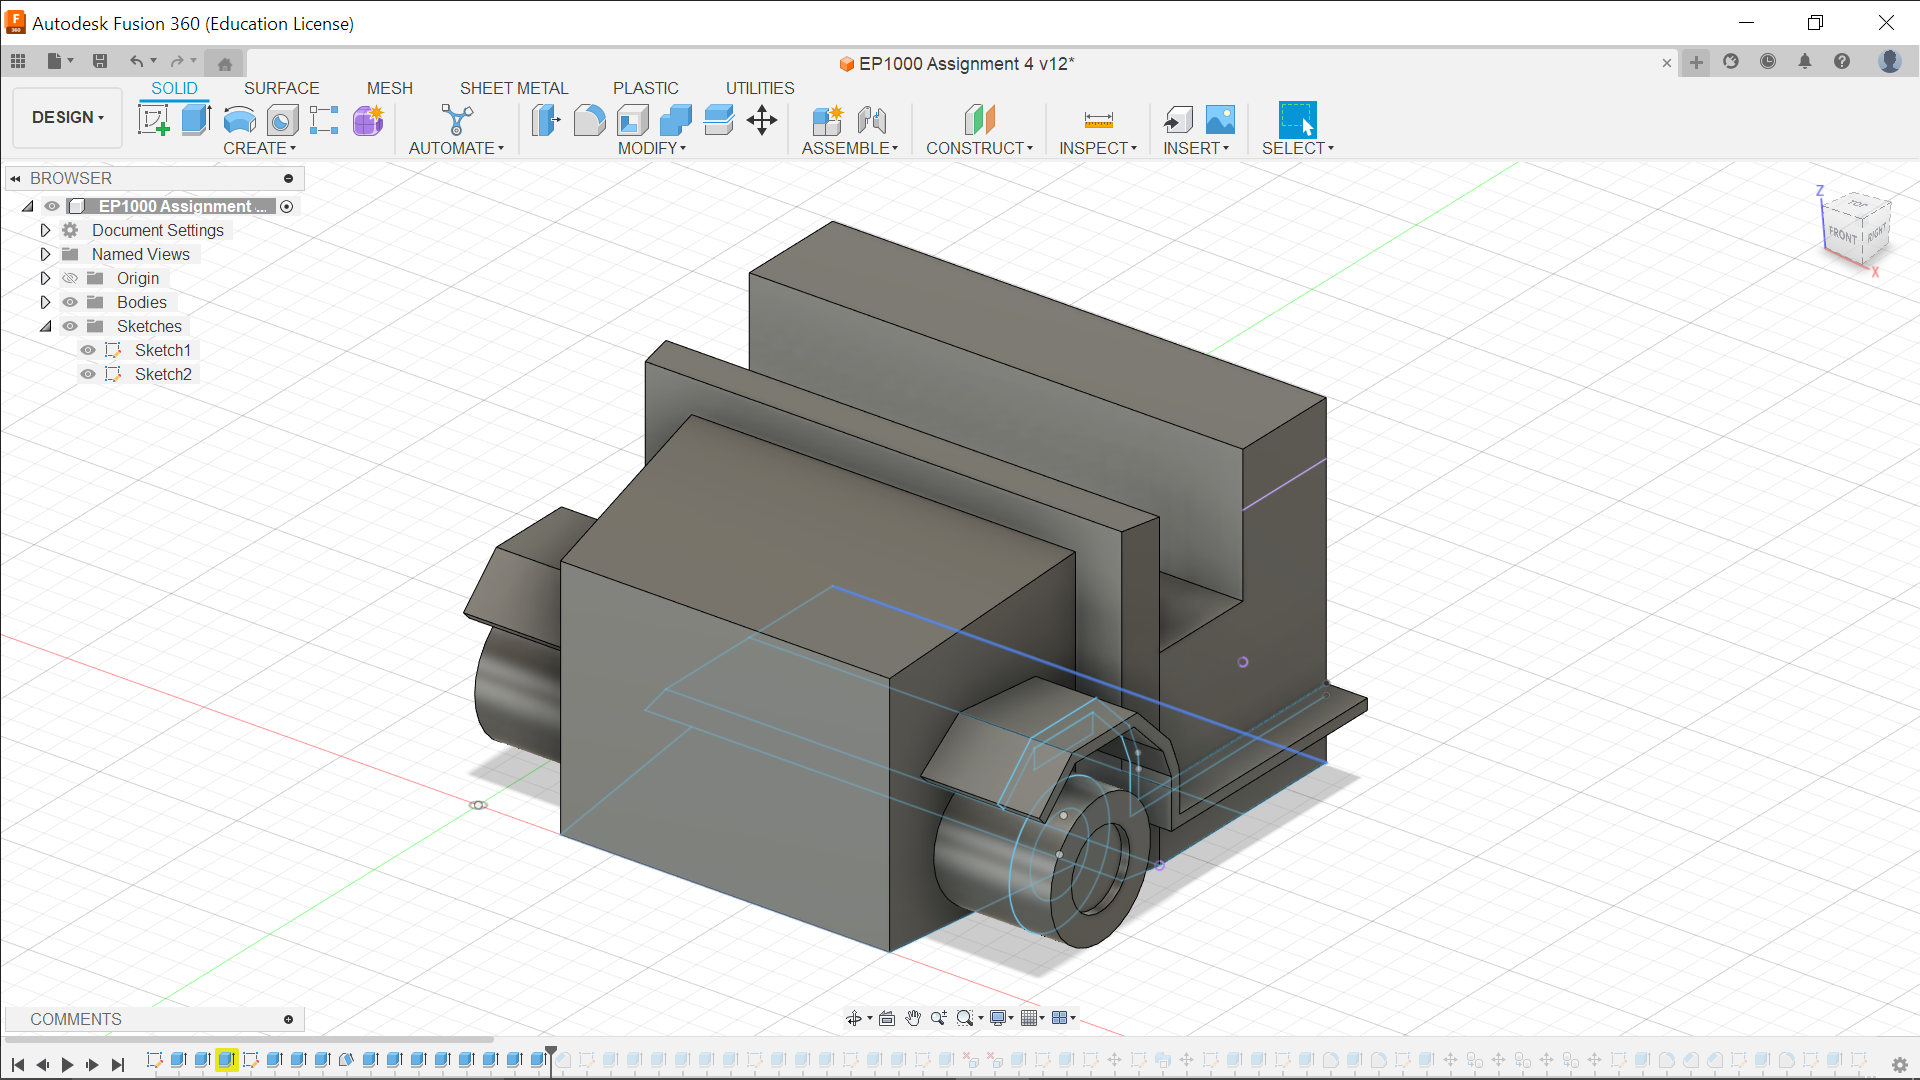 Autodesk Fusion 360 (Education License)
EP1000 Assignment 4 v12*
DESIGN
SOLID
SURFACE
MESH
SHEET METAL
PLASTIC
UTILITIES
CREATE
AUTOMATE
MODIFY
ASSEMBLE
CONSTRUCT
INSPECT
INSERT
SELECT
BROWSER
EP1000 Assignment ...
Document Settings
Named Views
Origin
Bodies
Sketches
Sketch1
Sketch2
Z
TOP
FRONT
RIGHT
X
COMMENTS